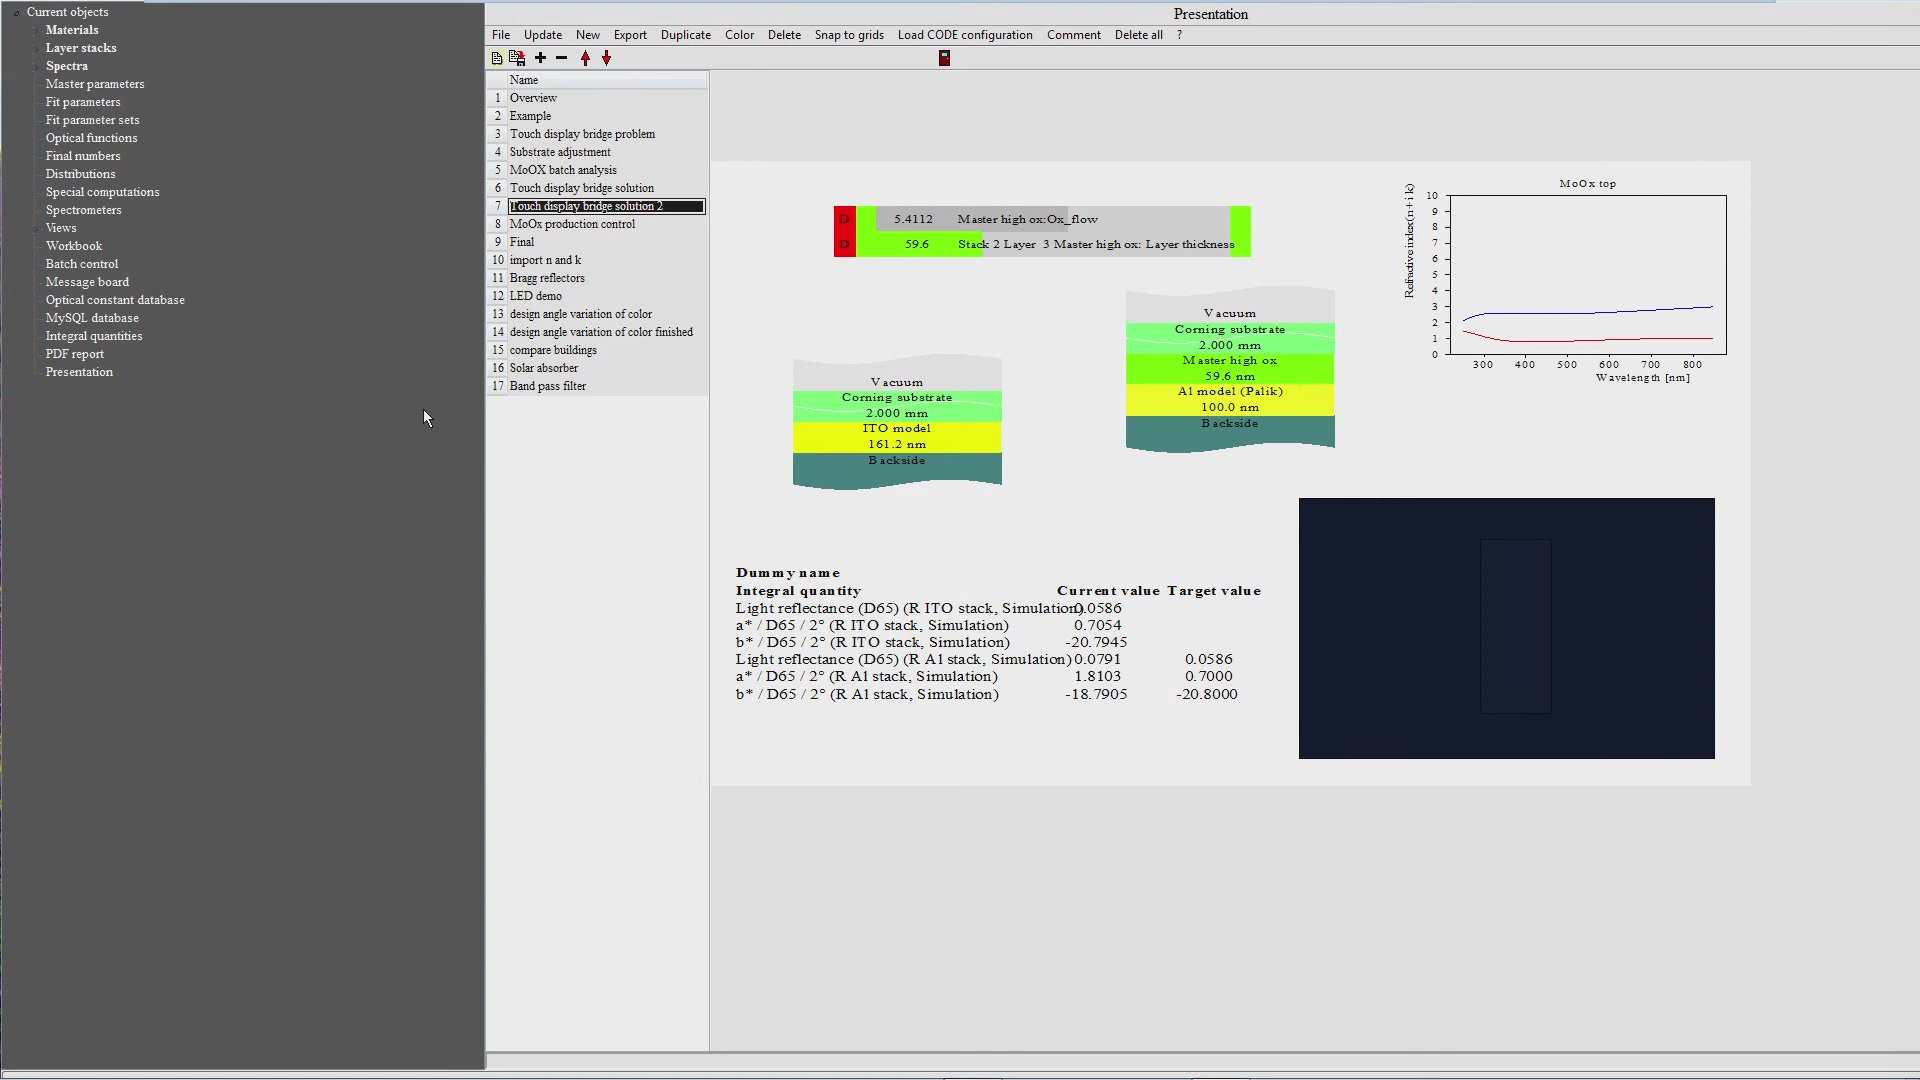 Current objects
Materials
Layer stacks
Spectra
Master parameters
Fit parameters
Fit parameter sets
Optical functions
Final numbers
Distributions
Special computations
Spectrometers
Views
Workbook
Batch control
Message board
Optical constant database
MySQL database
Integral quantities
PDF report
Presentation
Presentation
File Update New Export Duplicate Color Delete Snap to grids Load CODE configuration Comment Delete all ?
Name
1 Overview
2 Example
3 Touch display bridge problem
4 Substrate adjustment
5 MoOX batch analysis
6 Touch display bridge solution
7 Touch display bridge solution 2
8 MoOx production control
9 Final
10 import n and k
11 Bragg reflectors
12 LED demo
13 design angle variation of color
14 design angle variation of color finished
15 compare buildings
16 Solar absorber
17 Band pass filter
D 5.4112 Master high ox:Ox_flow
D 59.6 Stack 2 Layer 3 Master high ox: Layer thickness
Vacuum
Corning substrate
2.000 mm
ITO model
161.2 nm
Backside
Vacuum
Corning substrate
2.000 mm
Master high ox
59.6 nm
Al model (Palik)
100.0 nm
Backside
MoOx top
Refractive index (n + i k)
10
9
8
7
6
5
4
3
2
1
0
300 400 500 600 700 800
Wavelength [nm]
Dummy name
Integral quantity Current value Target value
Light reflectance (D65) (R ITO stack, Simulation) 0.0586
a* / D65 / 2° (R ITO stack, Simulation) 0.7054
b* / D65 / 2° (R ITO stack, Simulation) -20.7945
Light reflectance (D65) (R Al stack, Simulation) 0.0791 0.0586
a* / D65 / 2° (R Al stack, Simulation) 1.8103 0.7000
b* / D65 / 2° (R Al stack, Simulation) -18.7905 -20.8000